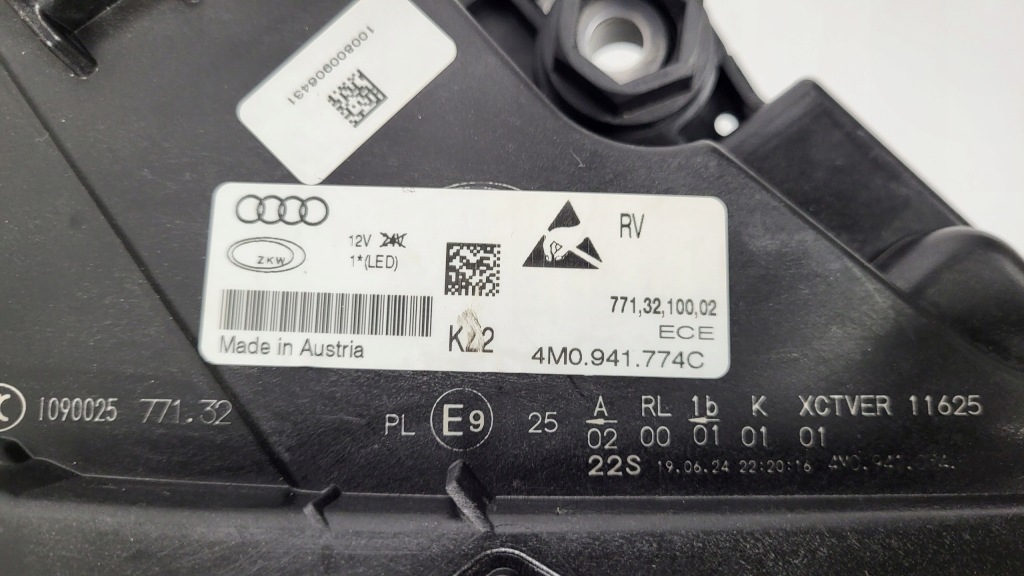 1008000906431
12V 24V
1*(LED)
RV
ZKW
771,32,100,02
ECE
Made in Austria
4M0.941.774C
1090025 771.32
PL E9 25 A RL 1b K XCTVER 11625
02 00 01 01 01
22S 19.06.24 22:20:16